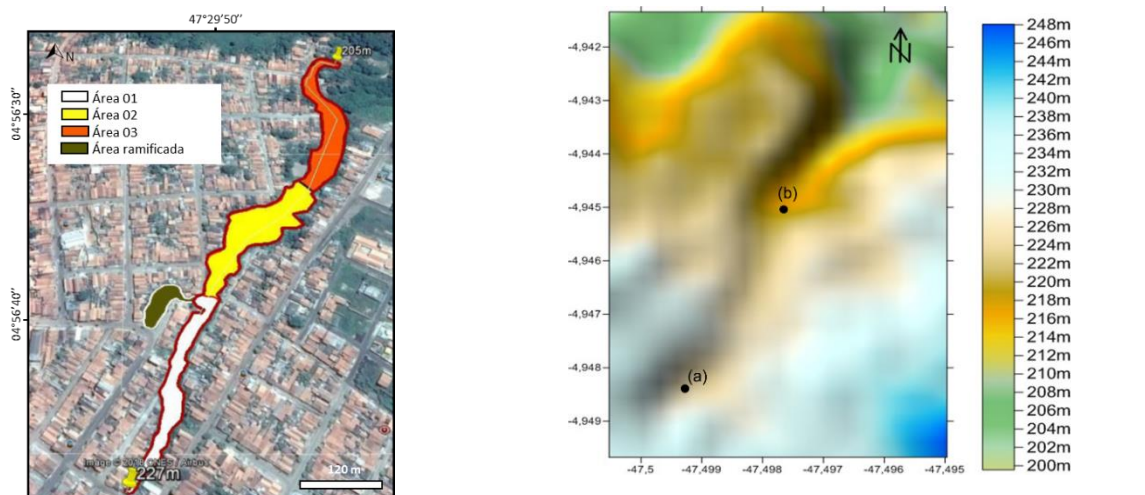 47°29'50''
04°56'30''
04°56'40''
N
205m
Área 01
Área 02
Área 03
Área ramificada
227m
120 m
-4,942
-4,943
-4,944
-4,945
-4,946
-4,947
-4,948
-4,949
-47,5
-47,499
-47,498
-47,497
-47,496
-47,495
N
(b)
(a)
248m
246m
244m
242m
240m
238m
236m
234m
232m
230m
228m
226m
224m
222m
220m
218m
216m
214m
212m
210m
208m
206m
204m
202m
200m